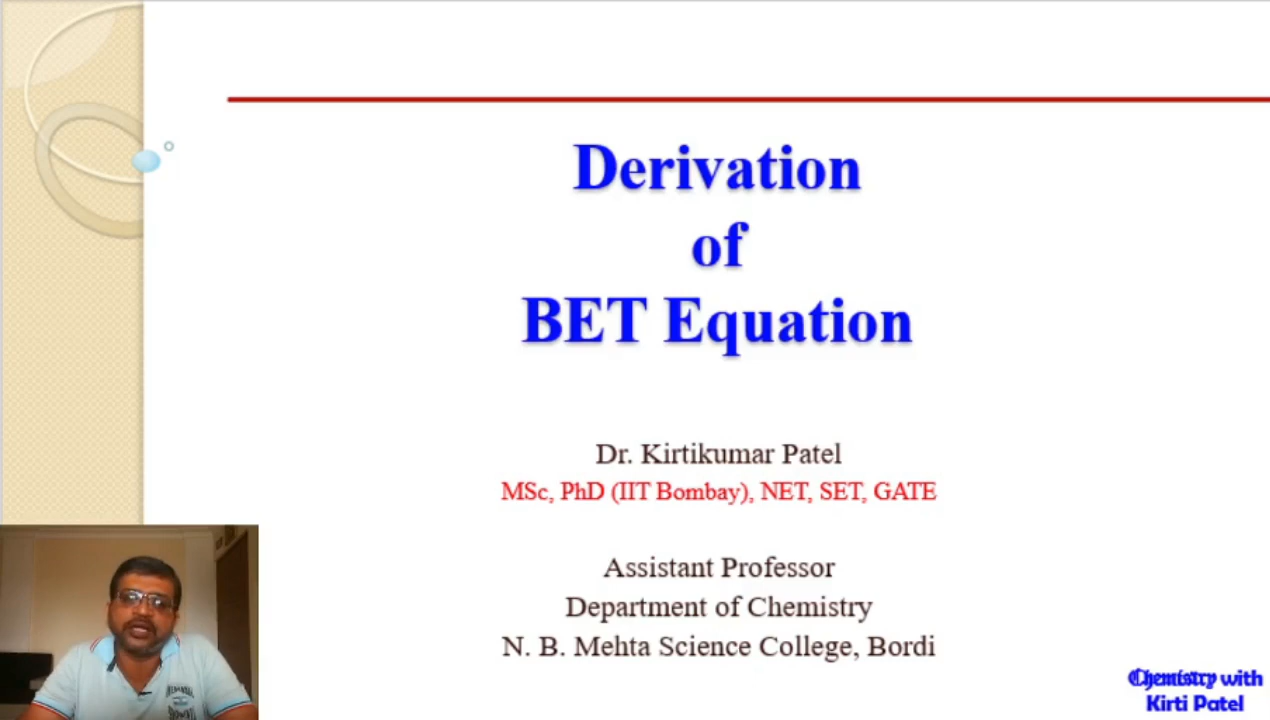 Derivation
of
BET Equation
Dr. Kirtikumar Patel
MSc, PhD (IIT Bombay), NET, SET, GATE
Assistant Professor
Department of Chemistry
N. B. Mehta Science College, Bordi
Chemistry with
Kirti Patel